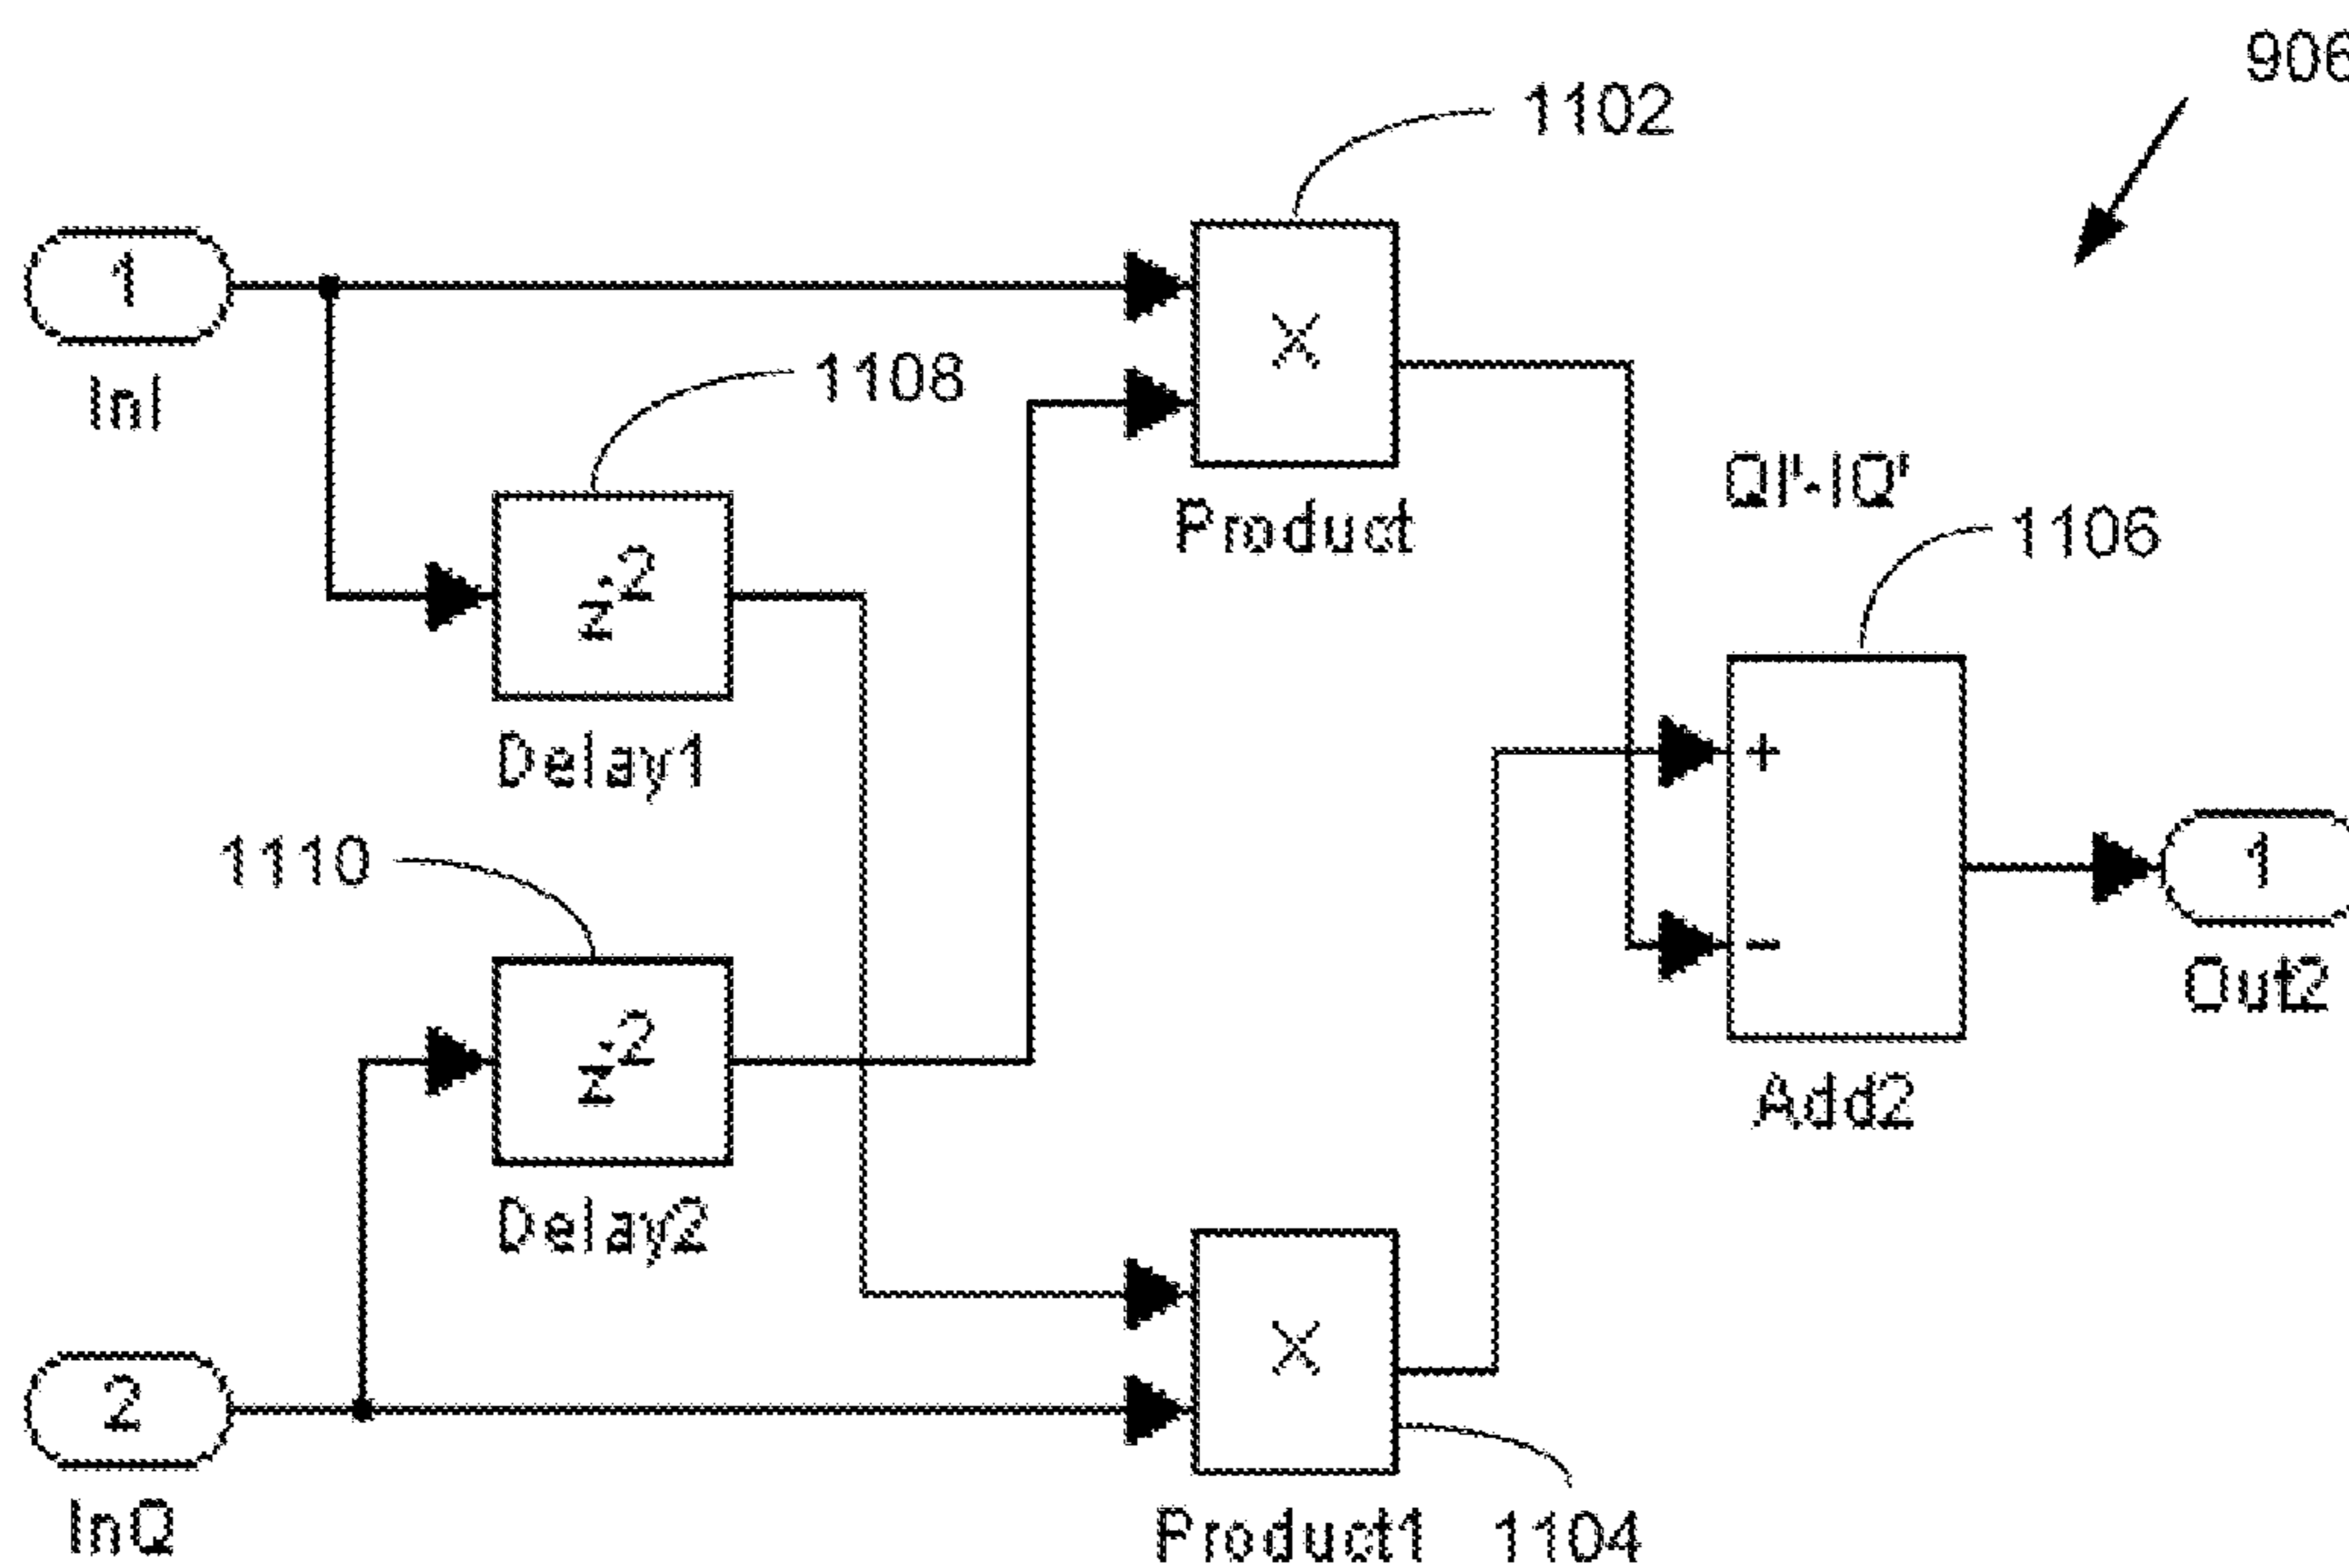 906
1102
1
InI
1108
×
Product
QI'-IQ'
1106
z-2
Delay1
+
1110
1
-
Out2
z-2
Add2
Delay2
×
2
InQ
Product1 1104